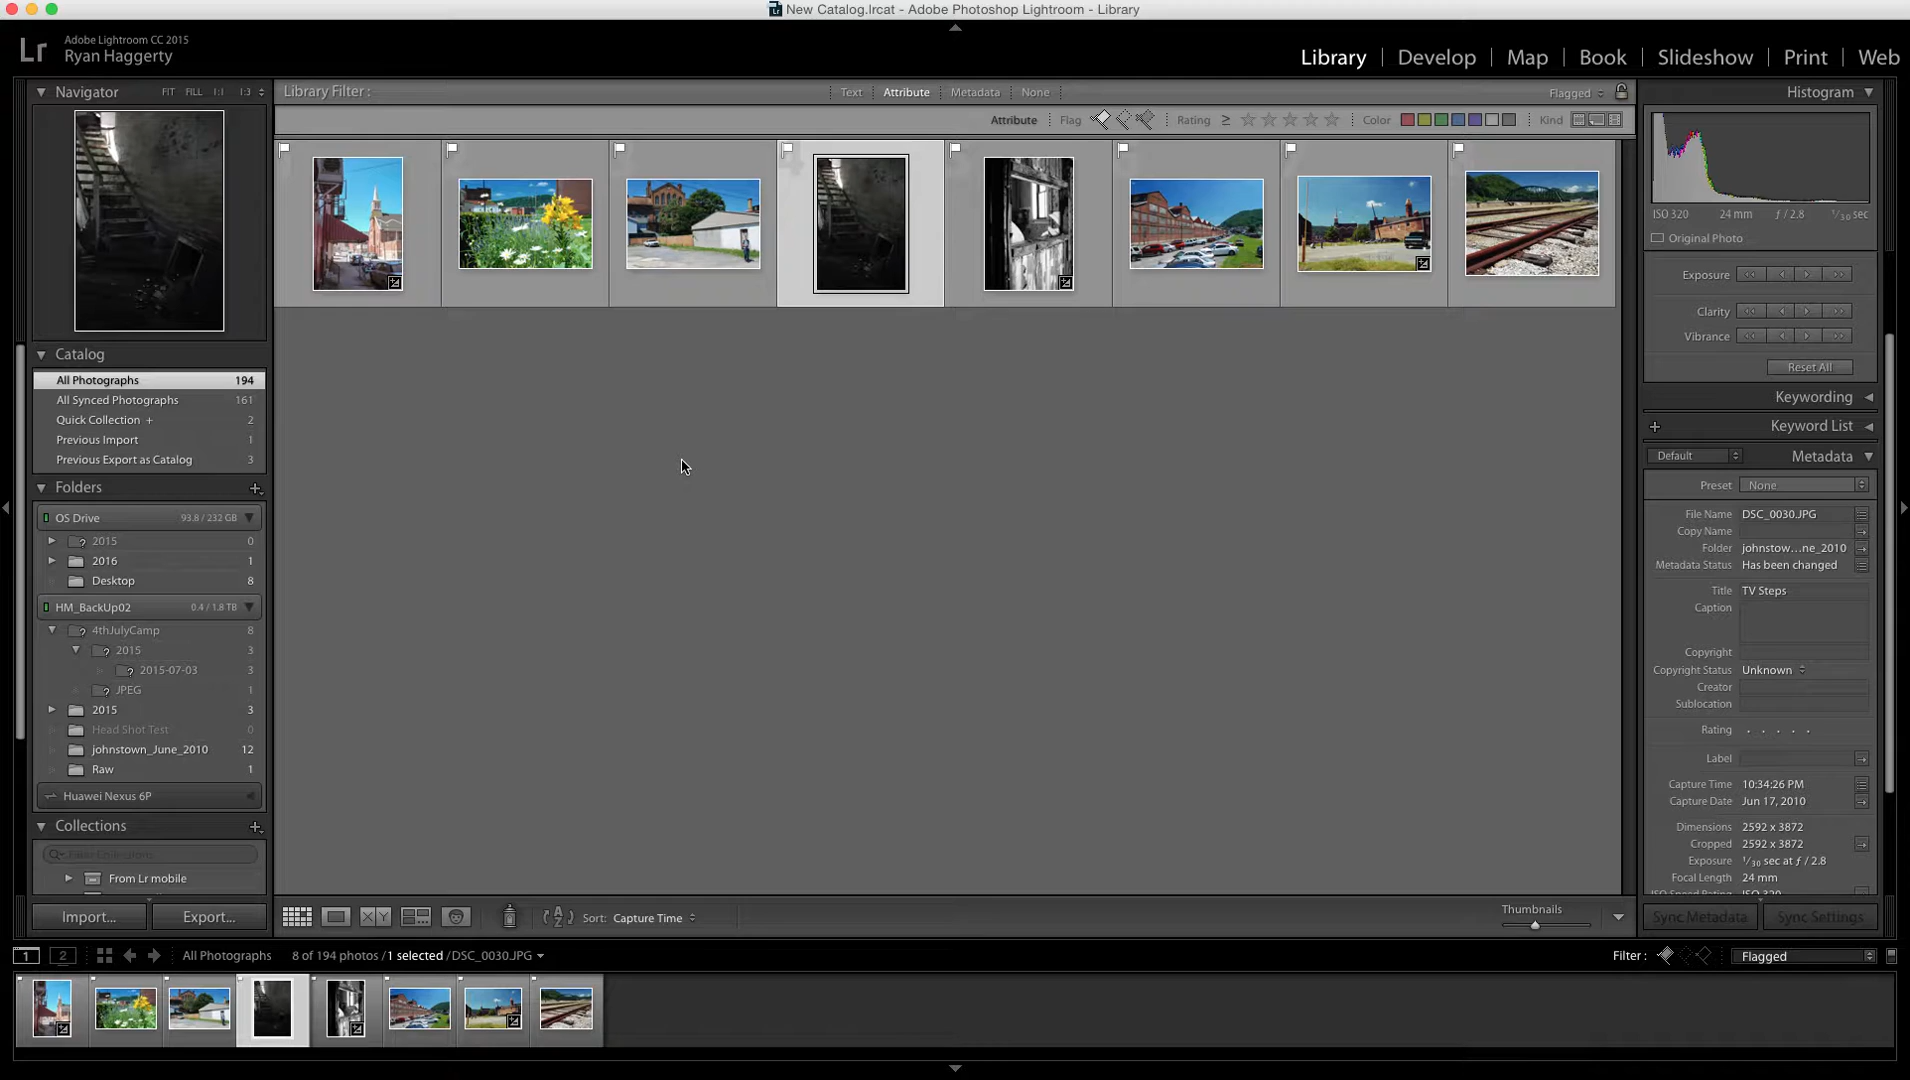 New Catalog.lrcat - Adobe Photoshop Lightroom - Library
Lr
Adobe Lightroom CC 2015
Ryan Haggerty
Library | Develop | Map | Book | Slideshow | Print | Web
Navigator FIT FILL 1:1 1:3
Library Filter : Text Attribute Metadata None Flagged
Attribute Flag Rating ≥ Color Kind
Histogram
ISO 320 24 mm ƒ / 2.8 1/30 sec
Original Photo
Exposure
Clarity
Vibrance
Reset All
Keywording
Keyword List
Default Metadata
Preset None
File Name DSC_0030.JPG
Copy Name
Folder johnstow…ne_2010
Metadata Status Has been changed
Title TV Steps
Caption
Copyright
Copyright Status Unknown
Creator
Sublocation
Rating . . . . .
Label
Capture Time 10:34:26 PM
Capture Date Jun 17, 2010
Dimensions 2592 x 3872
Cropped 2592 x 3872
Exposure 1/30 sec at ƒ / 2.8
Focal Length 24 mm
ISO Speed Rating ISO 320
Sync Metadata Sync Settings
Catalog
All Photographs 194
All Synced Photographs 161
Quick Collection + 2
Previous Import 1
Previous Export as Catalog 3
Folders
OS Drive 93.8 / 232 GB
2015 0
2016 1
Desktop 8
HM_BackUp02 0.4 / 1.8 TB
4thJulyCamp 8
2015 3
2015-07-03 3
JPEG 1
2015 3
Head Shot Test 0
johnstown_June_2010 12
Raw 1
Huawei Nexus 6P
Collections
Filter Collections
From Lr mobile
Import... Export...
X Y
Sort: Capture Time
Thumbnails
1 2 All Photographs 8 of 194 photos / 1 selected / DSC_0030.JPG
Filter : Flagged